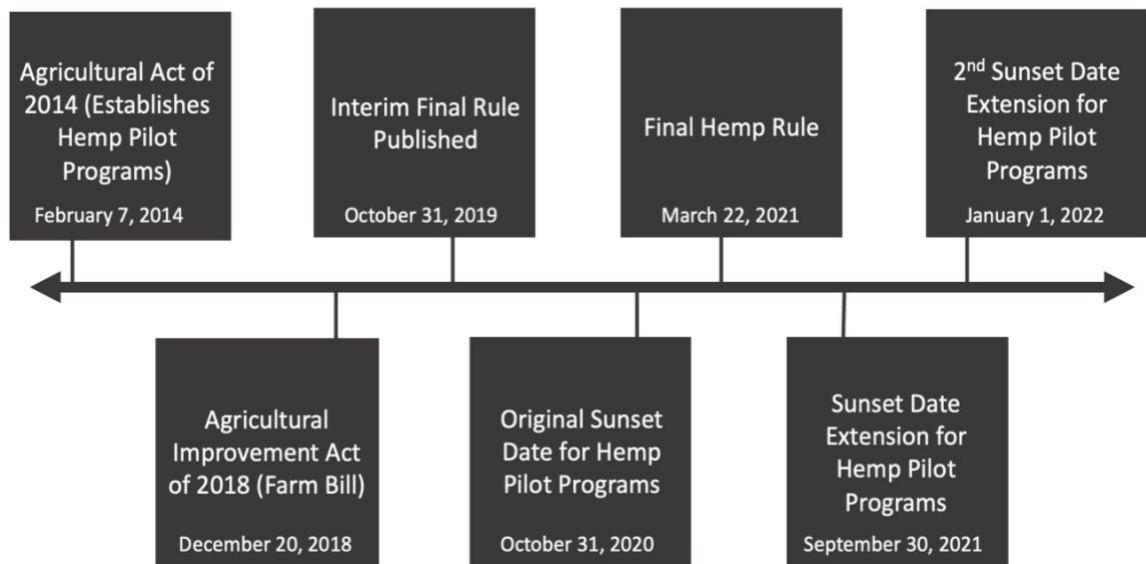 Agricultural Act of
2014 (Establishes
Hemp Pilot
Programs)
February 7, 2014
Interim Final Rule
Published
October 31, 2019
Final Hemp Rule
March 22, 2021
2nd Sunset Date
Extension for
Hemp Pilot
Programs
January 1, 2022
Agricultural
Improvement Act
of 2018 (Farm Bill)
December 20, 2018
Original Sunset
Date for Hemp
Pilot Programs
October 31, 2020
Sunset Date
Extension for
Hemp Pilot
Programs
September 30, 2021